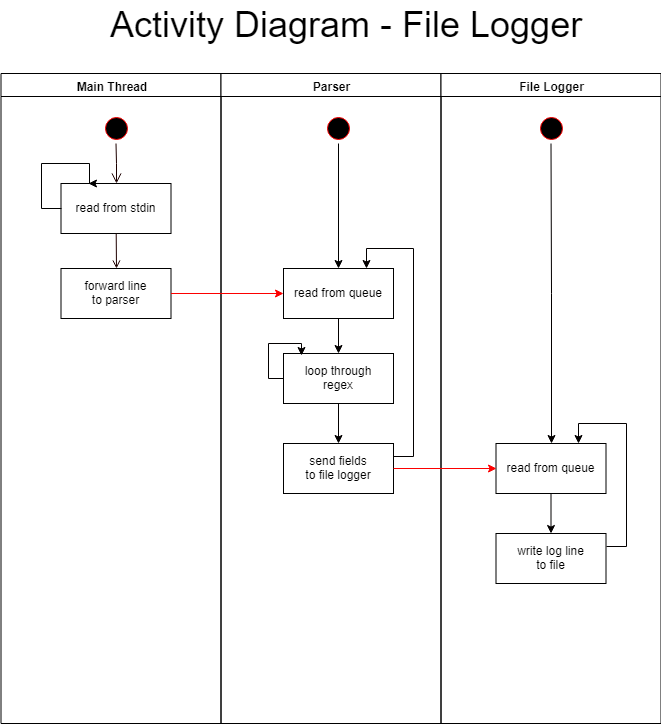 Activity Diagram - File Logger
Main Thread
Parser
File Logger
read from stdin
forward line
to parser
read from queue
loop through
regex
send fields
to file logger
read from queue
write log line
to file